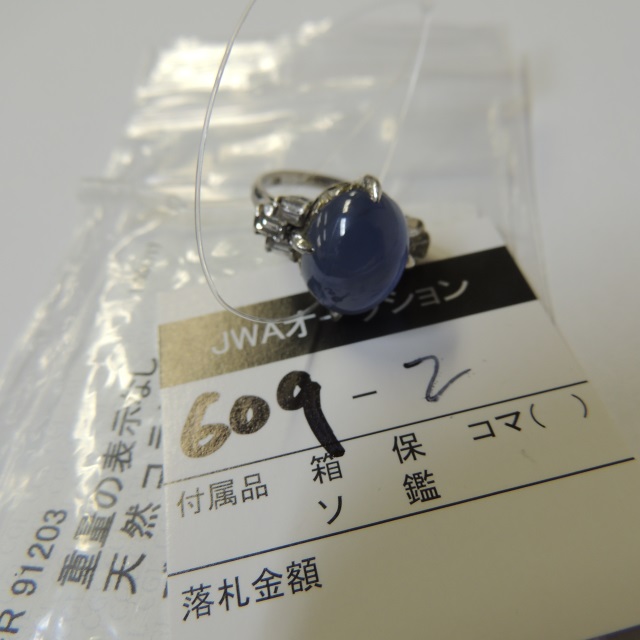 JWAオークション
609-2
付属品 箱 保 コマ( )
ソ 鑑
落札金額
重量の表示なし
天然コ
R 91203